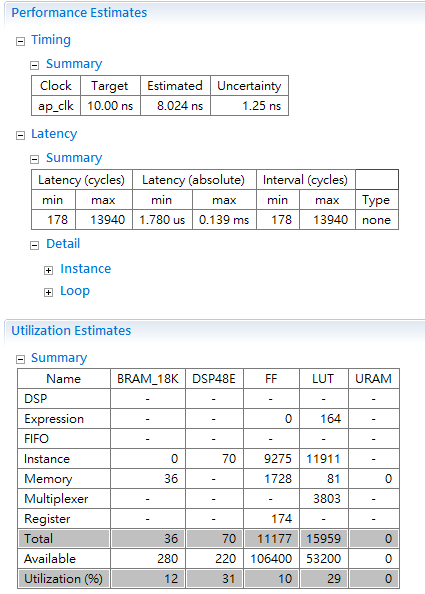 Performance Estimates
Timing
Summary
Clock Target Estimated Uncertainty
ap_clk 10.00 ns 8.024 ns 1.25 ns
Latency
Summary
Latency (cycles) Latency (absolute) Interval (cycles)
min max min max min max Type
178 13940 1.780 us 0.139 ms 178 13940 none
Detail
Instance
Loop
Utilization Estimates
Summary
Name BRAM_18K DSP48E FF LUT URAM
DSP - - - - -
Expression - - 0 164 -
FIFO - - - - -
Instance 0 70 9275 11911 -
Memory 36 - 1728 81 0
Multiplexer - - - 3803 -
Register - - 174 - -
Total 36 70 11177 15959 0
Available 280 220 106400 53200 0
Utilization (%) 12 31 10 29 0